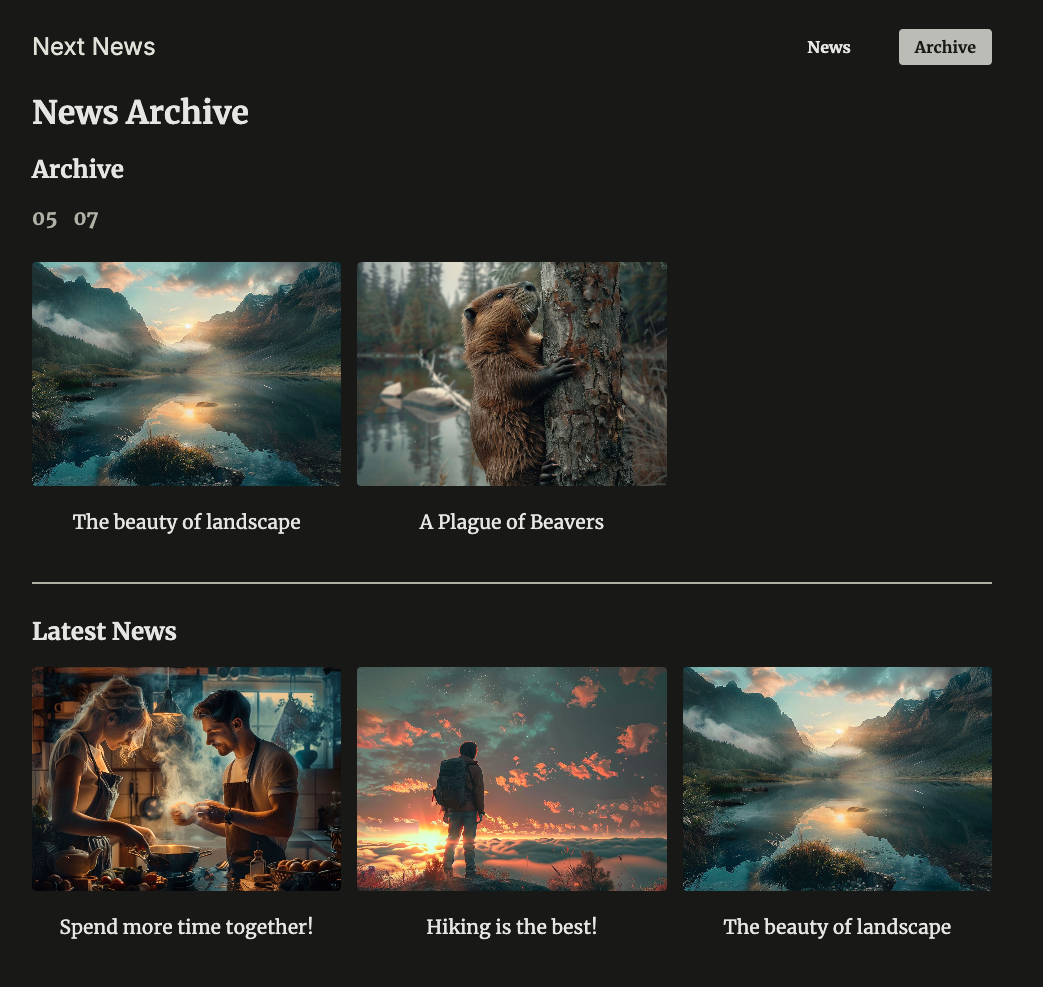 Next News
News
Archive
News Archive
Archive
05 07
The beauty of landscape
A Plague of Beavers
Latest News
Spend more time together!
Hiking is the best!
The beauty of landscape